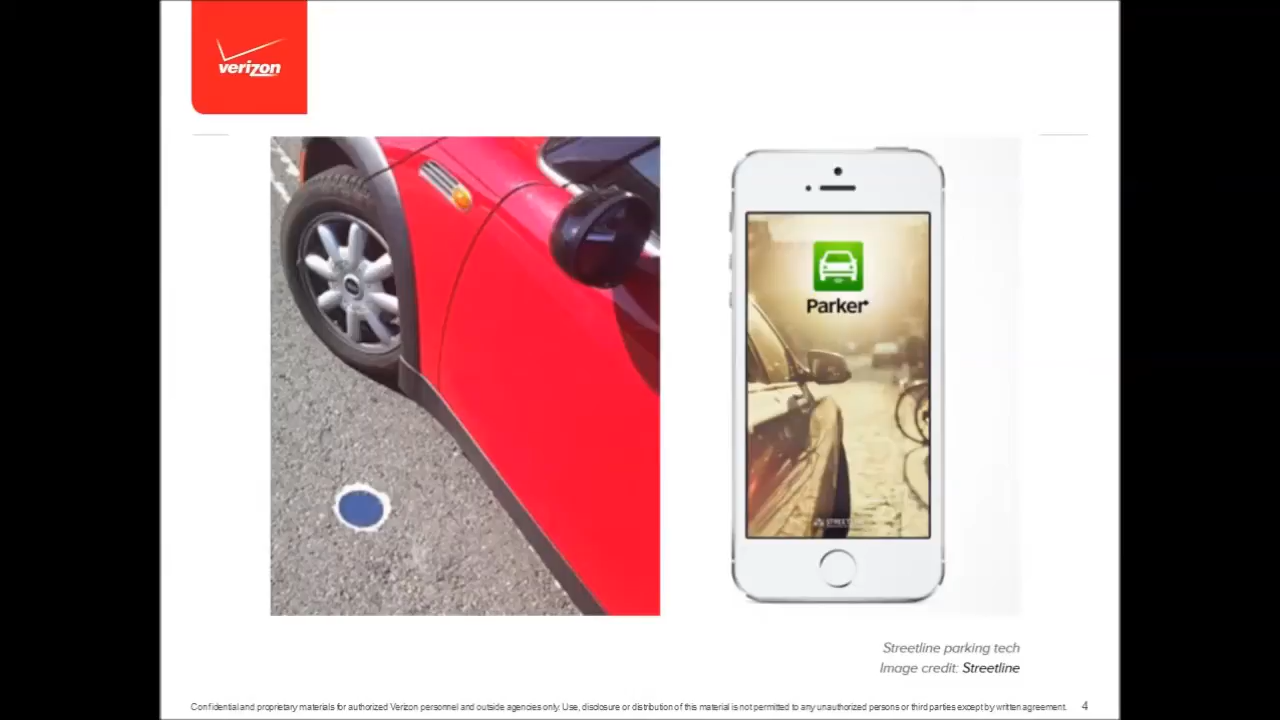 verizon
Parker
Streetline parking tech
Image credit: Streetline
Confidential and proprietary materials for authorized Verizon personnel and outside agencies only. Use, disclosure or distribution of this material is not permitted to any unauthorized persons or third parties except by written agreement.
4